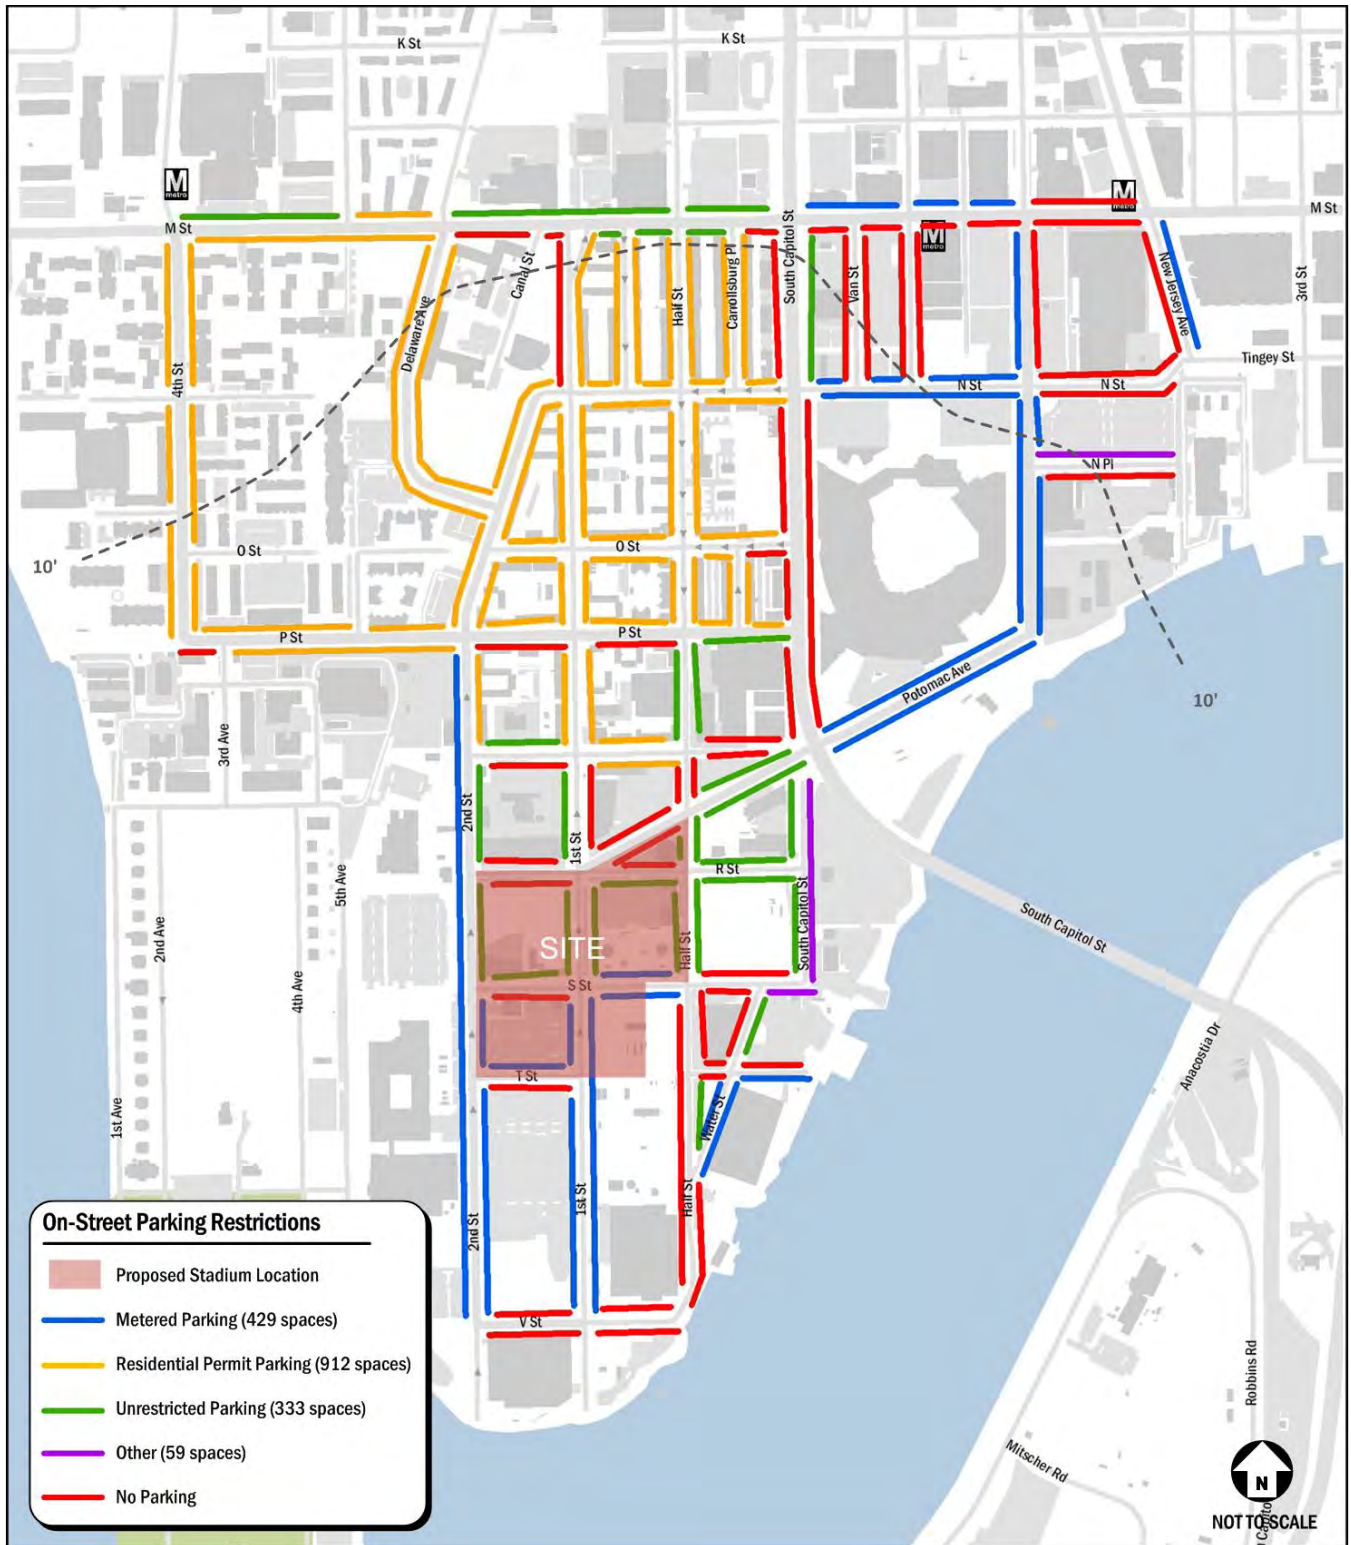 K St
K St
M
metro
M
metro
M St
M St
M
metro
Canal St
Half St
Carrollsburg Pl
South Capitol St
Van St
New Jersey Ave
3rd St
Delaware Ave
4th St
Tingey St
N St
N St
N Pl
10'
O St
O St
P St
P St
Potomac Ave
10'
3rd Ave
2nd St
1st St
R St
5th Ave
2nd Ave
4th Ave
SITE
Half St
South Capitol St
South Capitol St
S St
T St
1st Ave
Water St
Anacostia Dr
2nd St
1st St
Half St
V St
On-Street Parking Restrictions
Proposed Stadium Location
Metered Parking (429 spaces)
Residential Permit Parking (912 spaces)
Unrestricted Parking (333 spaces)
Other (59 spaces)
No Parking
Robbins Rd
Mitscher Rd
N
NOT TO SCALE